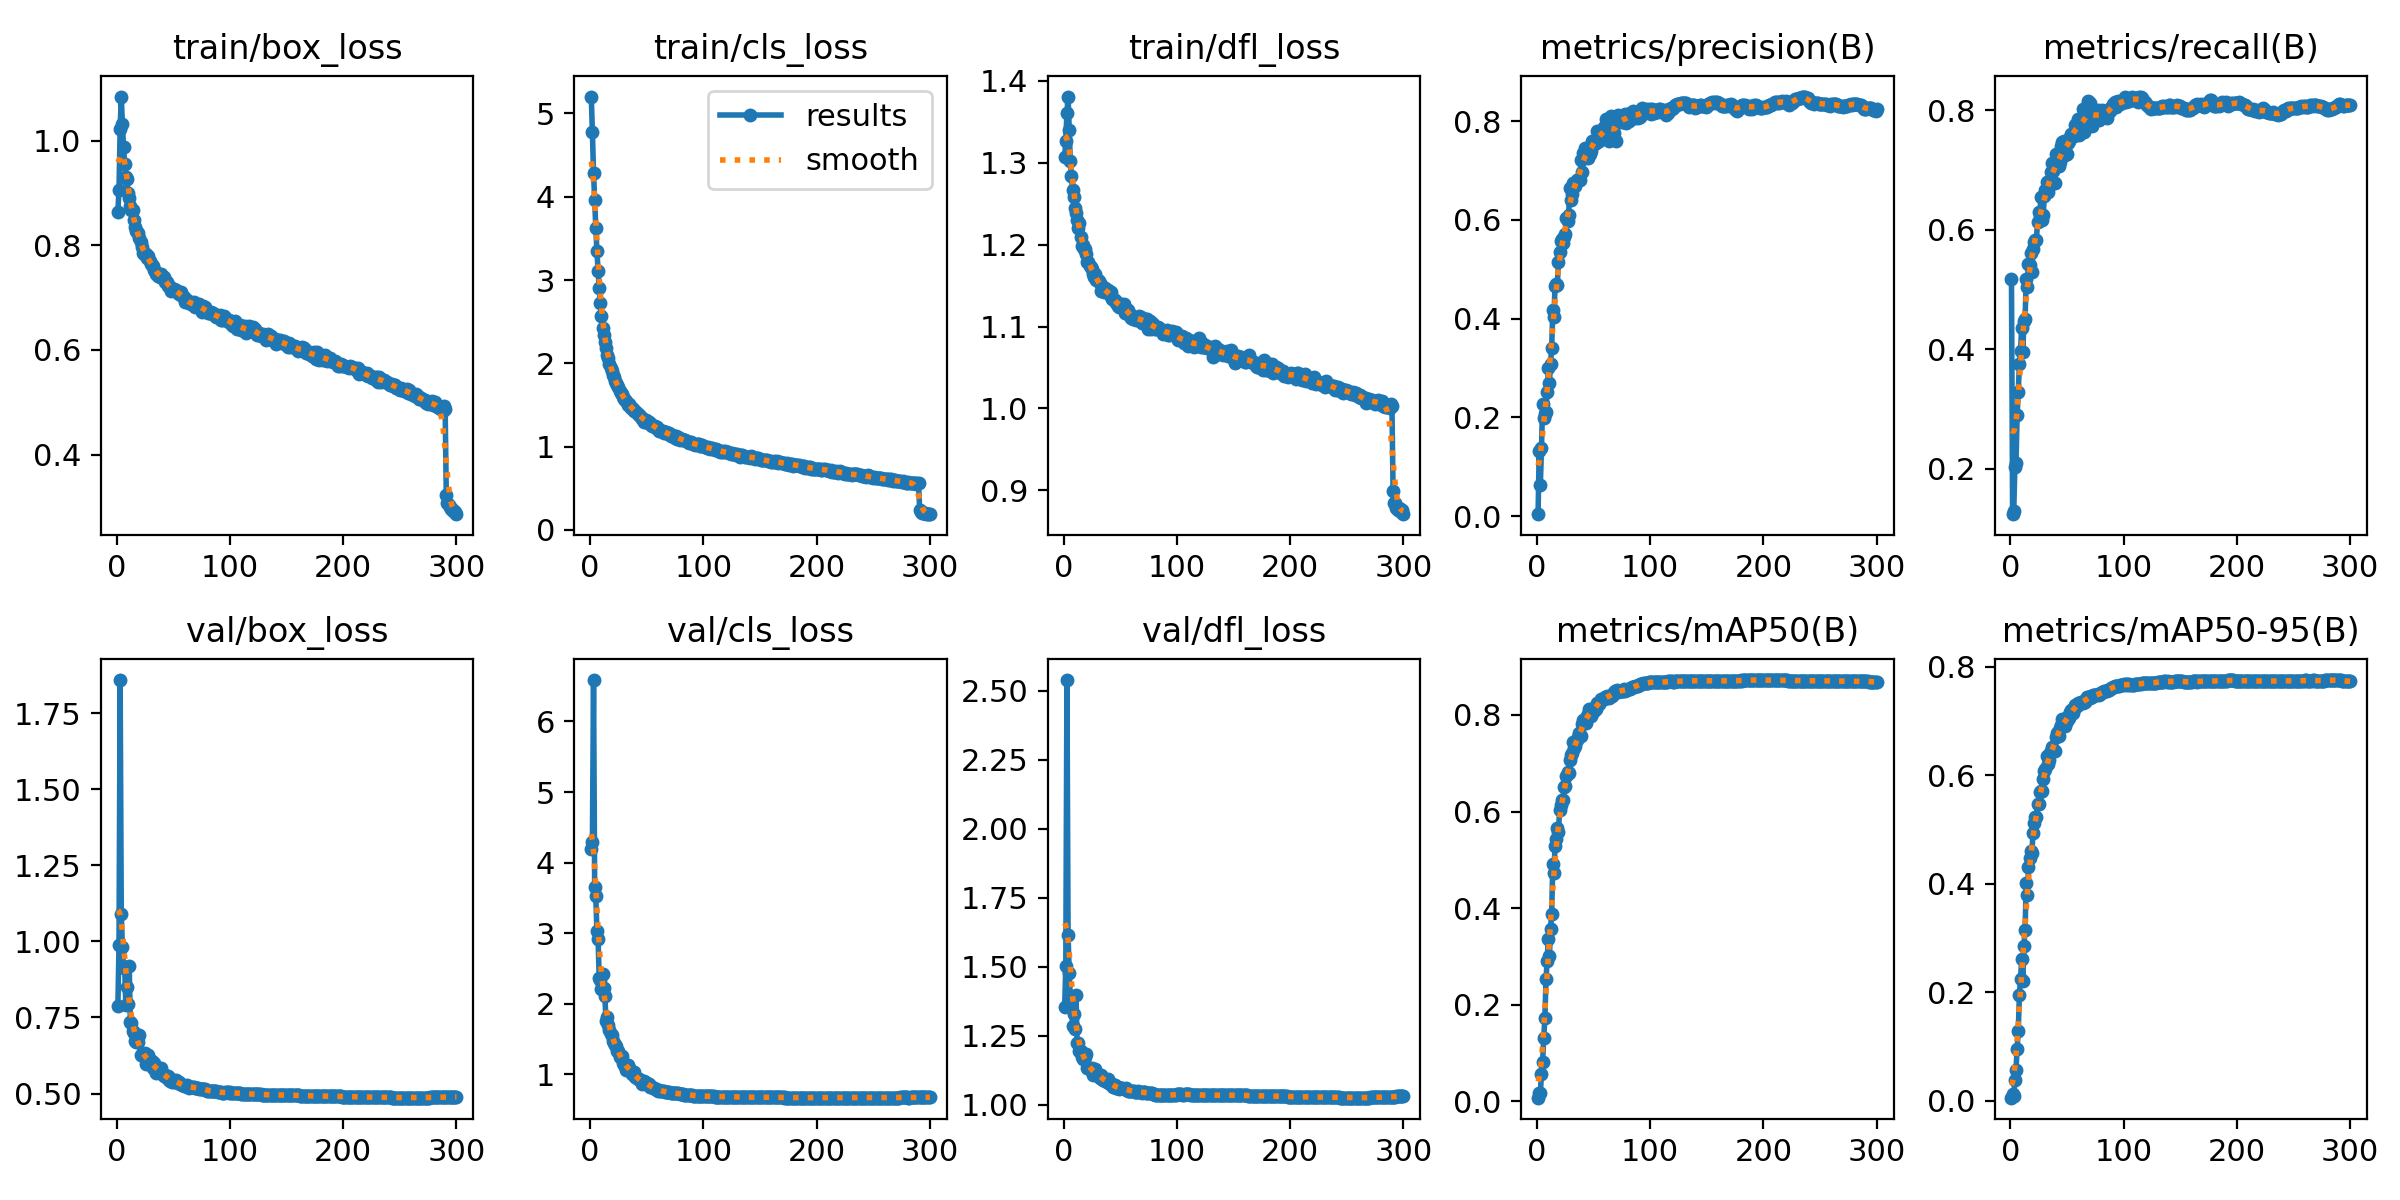 train/box_loss
1.0
0.8
0.6
0.4
0 100 200 300
train/cls_loss
results
smooth
5
4
3
2
1
0
0 100 200 300
train/dfl_loss
1.4
1.3
1.2
1.1
1.0
0.9
0 100 200 300
metrics/precision(B)
0.8
0.6
0.4
0.2
0.0
0 100 200 300
metrics/recall(B)
0.8
0.6
0.4
0.2
0 100 200 300
val/box_loss
1.75
1.50
1.25
1.00
0.75
0.50
0 100 200 300
val/cls_loss
6
5
4
3
2
1
0 100 200 300
val/dfl_loss
2.50
2.25
2.00
1.75
1.50
1.25
1.00
0 100 200 300
metrics/mAP50(B)
0.8
0.6
0.4
0.2
0.0
0 100 200 300
metrics/mAP50-95(B)
0.8
0.6
0.4
0.2
0.0
0 100 200 300